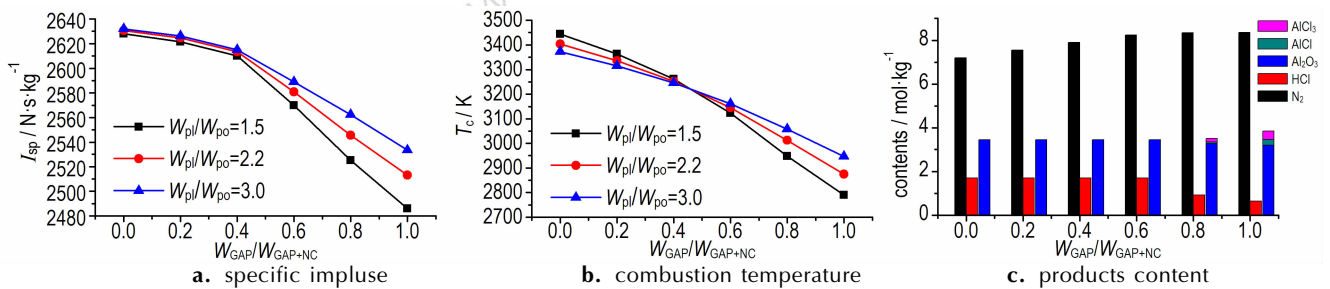 2640
2620
2600
2580
2560
2540
2520
2500
2480
I_sp / N·s·kg⁻¹
W_pl/W_po=1.5
W_pl/W_po=2.2
W_pl/W_po=3.0
0.0 0.2 0.4 0.6 0.8 1.0
W_GAP/W_GAP+NC
a. specific impluse
3500
3400
3300
3200
3100
3000
2900
2800
2700
T_c / K
W_pl/W_po=1.5
W_pl/W_po=2.2
W_pl/W_po=3.0
0.0 0.2 0.4 0.6 0.8 1.0
W_GAP/W_GAP+NC
b. combustion temperature
8
6
4
2
0
contents / mol·kg⁻¹
AlCl₃
AlCl
Al₂O₃
HCl
N₂
0.0 0.2 0.4 0.6 0.8 1.0
W_GAP/W_GAP+NC
c. products content